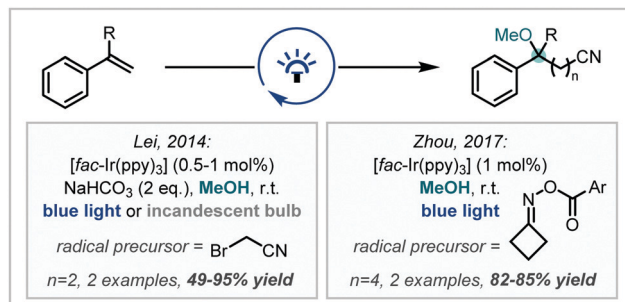 R
MeO R
CN
n
Lei, 2014:
[fac-Ir(ppy)3] (0.5-1 mol%)
NaHCO3 (2 eq.), MeOH, r.t.
blue light or incandescent bulb
radical precursor = Br CN
n=2, 2 examples, 49-95% yield
Zhou, 2017:
[fac-Ir(ppy)3] (1 mol%)
MeOH, r.t.
blue light
N O Ar
O
radical precursor =
n=4, 2 examples, 82-85% yield